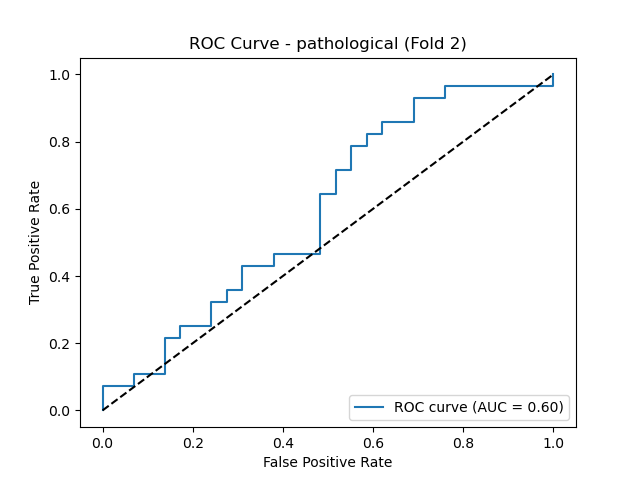 ROC Curve - pathological (Fold 2)
True Positive Rate
1.0
0.8
0.6
0.4
0.2
0.0
ROC curve (AUC = 0.60)
0.0 0.2 0.4 0.6 0.8 1.0
False Positive Rate